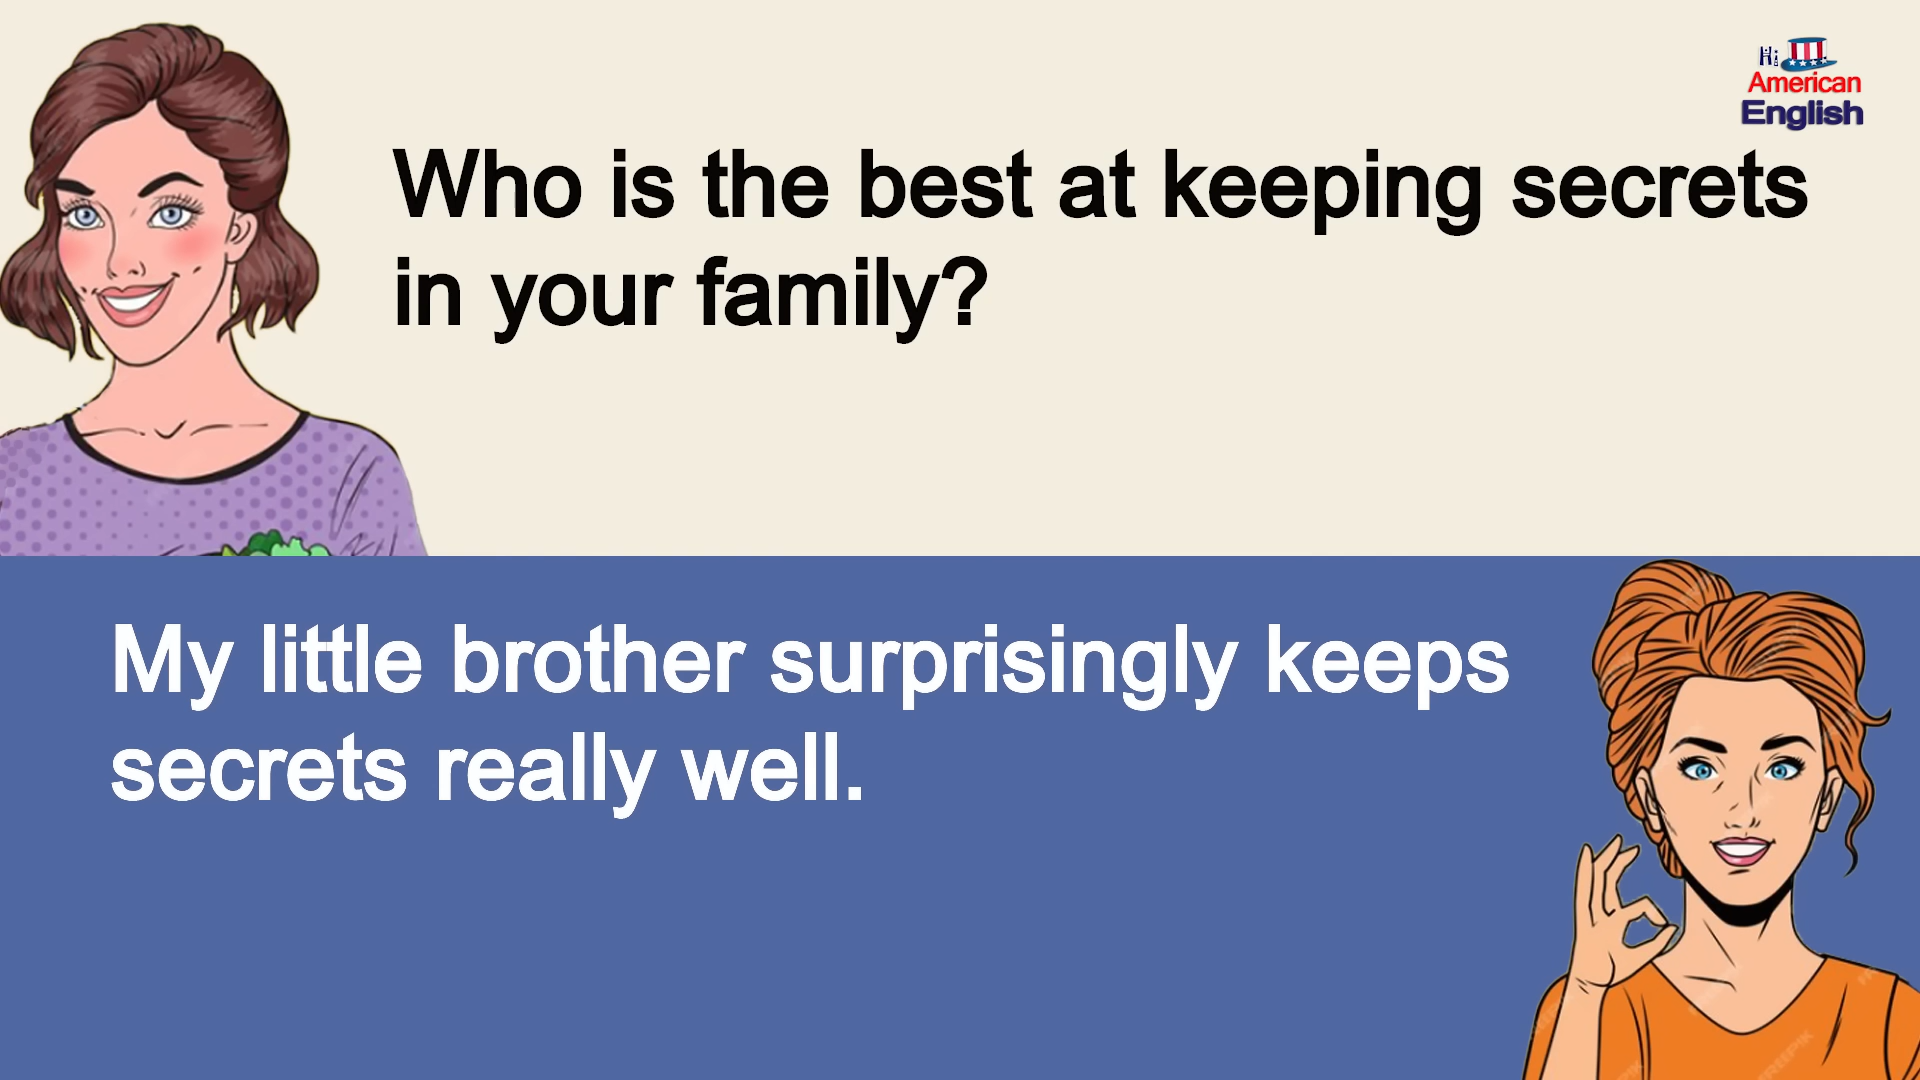 Hi
American
English
Who is the best at keeping secrets
in your family?
My little brother surprisingly keeps
secrets really well.